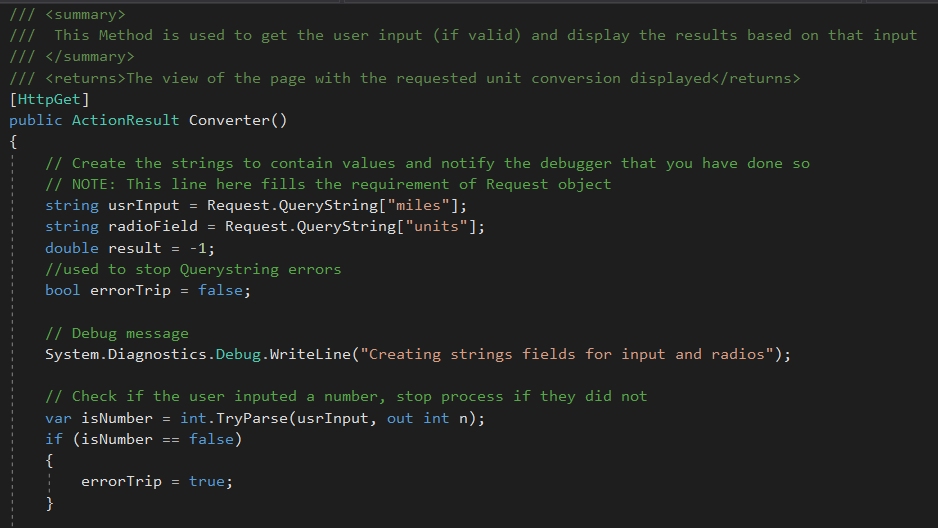 /// <summary>
///  This Method is used to get the user input (if valid) and display the results based on that input
/// </summary>
/// <returns>The view of the page with the requested unit conversion displayed</returns>
[HttpGet]
public ActionResult Converter()
{
    // Create the strings to contain values and notify the debugger that you have done so
    // NOTE: This line here fills the requirement of Request object
    string usrInput = Request.QueryString["miles"];
    string radioField = Request.QueryString["units"];
    double result = -1;
    //used to stop Querystring errors
    bool errorTrip = false;

    // Debug message
    System.Diagnostics.Debug.WriteLine("Creating strings fields for input and radios");

    // Check if the user inputed a number, stop process if they did not
    var isNumber = int.TryParse(usrInput, out int n);
    if (isNumber == false)
    {
        errorTrip = true;
    }